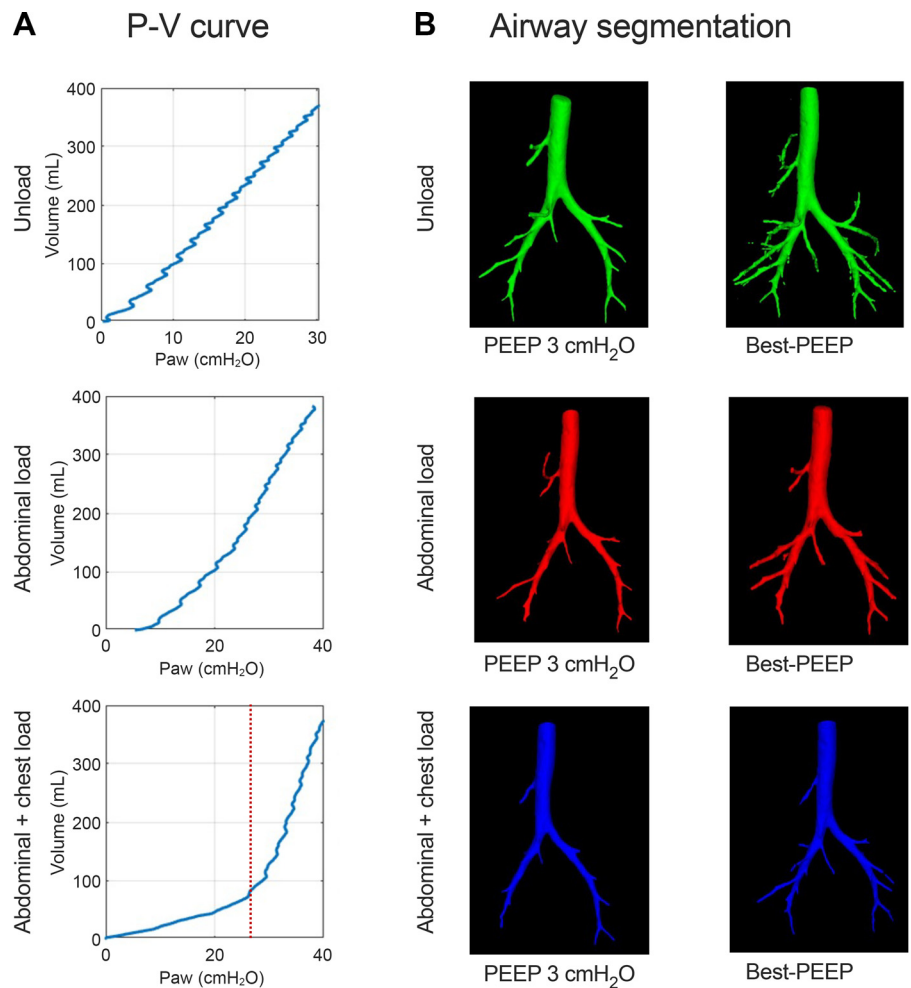 A P-V curve
B Airway segmentation
Unload
Volume (mL)
400
300
200
100
0
0 10 20 30
Paw (cmH₂O)
PEEP 3 cmH₂O
Best-PEEP
Abdominal load
Volume (mL)
400
300
200
100
0
0 20 40
Paw (cmH₂O)
Abdominal load
PEEP 3 cmH₂O
Best-PEEP
Unload
Abdominal + chest load
Volume (mL)
400
300
200
100
0
0 20 40
Paw (cmH₂O)
Abdominal + chest load
PEEP 3 cmH₂O
Best-PEEP